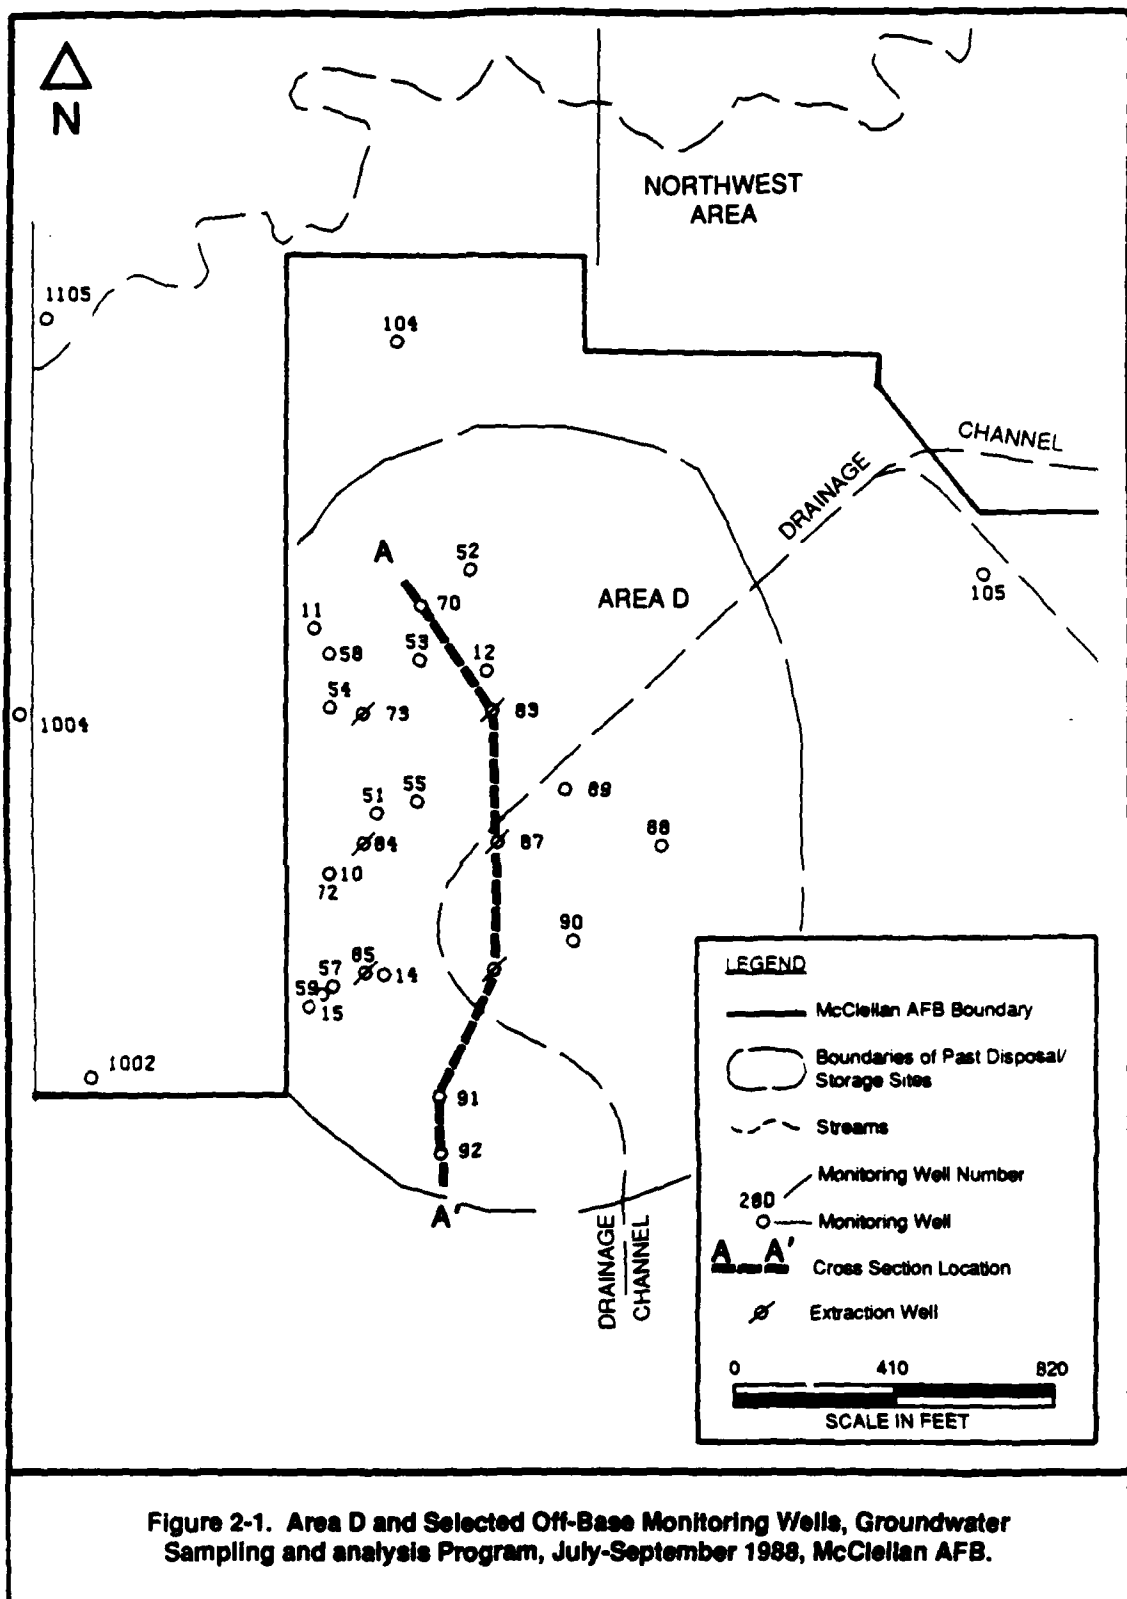 N
NORTHWEST
AREA
1105
104
CHANNEL
DRAINAGE
A
52
70
AREA D
105
11
58
53
12
54
73
83
1004
51
55
89
84
87
88
10
72
90
85
57
14
59
15
1002
91
92
A'
DRAINAGE
CHANNEL
LEGEND
McClellan AFB Boundary
Boundaries of Past Disposal/
Storage Sites
Streams
Monitoring Well Number
280
Monitoring Well
A A'
Cross Section Location
Extraction Well
0 410 820
SCALE IN FEET
Figure 2-1. Area D and Selected Off-Base Monitoring Wells, Groundwater
Sampling and analysis Program, July-September 1988, McClellan AFB.